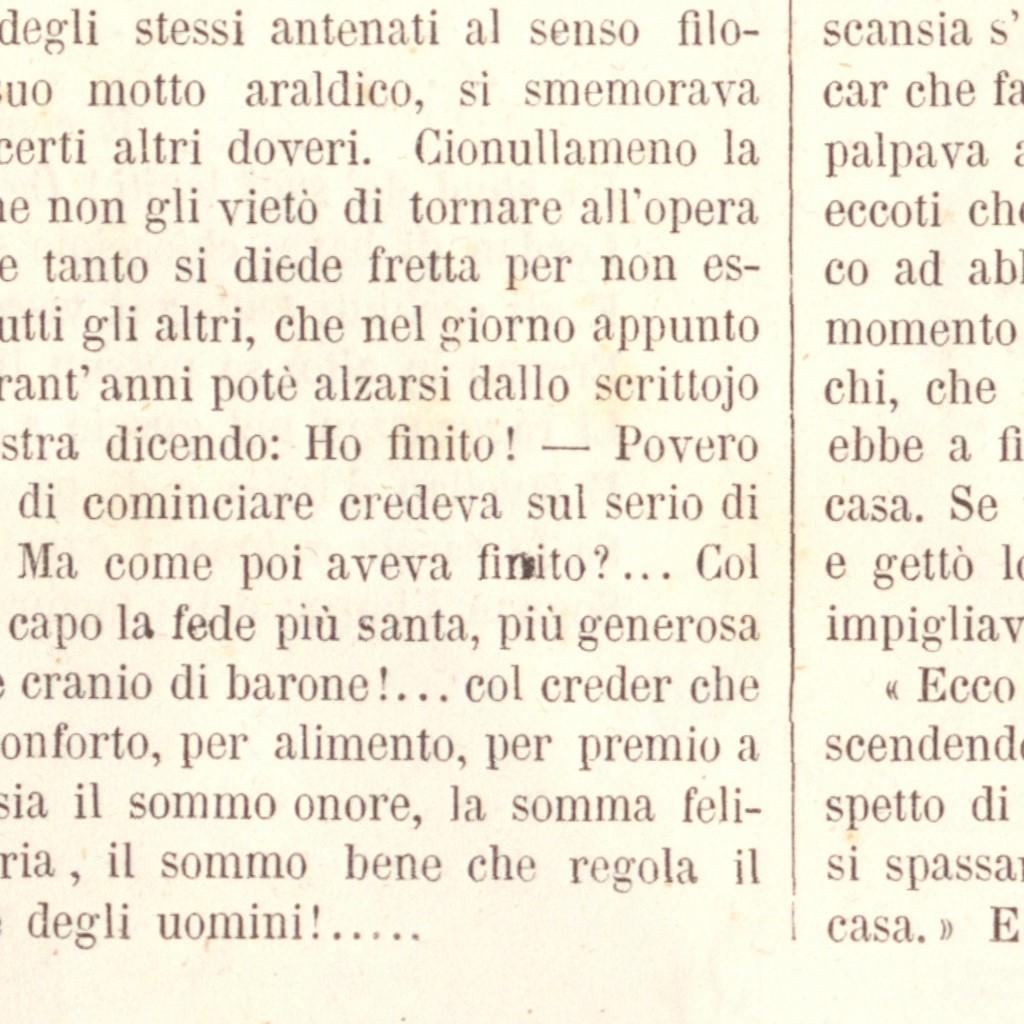 degli stessi antenati al senso filo-
suo motto araldico, si smemorava
certi altri doveri. Cionullameno la
non gli vietò di tornare all'opera
e tanto si diede fretta per non es-
tutti gli altri, che nel giorno appunto
rant' anni potè alzarsi dallo scrittojo
stra dicendo: Ho finito! — Povero
di cominciare credeva sul serio di
Ma come poi aveva finito?... Col
capo la fede più santa, più generosa
cranio di barone!... col creder che
onforto, per alimento, per premio a
sia il sommo onore, la somma feli-
ria, il sommo bene che regola il
degli uomini!.....
scansia s'
car che fa
palpava a
eccoti che
co ad abb
momento
chi, che
ebbe a fi
casa. Se
e gettò lo
impigliav
« Ecco
scendendo
spetto di
si spassar
casa. » E